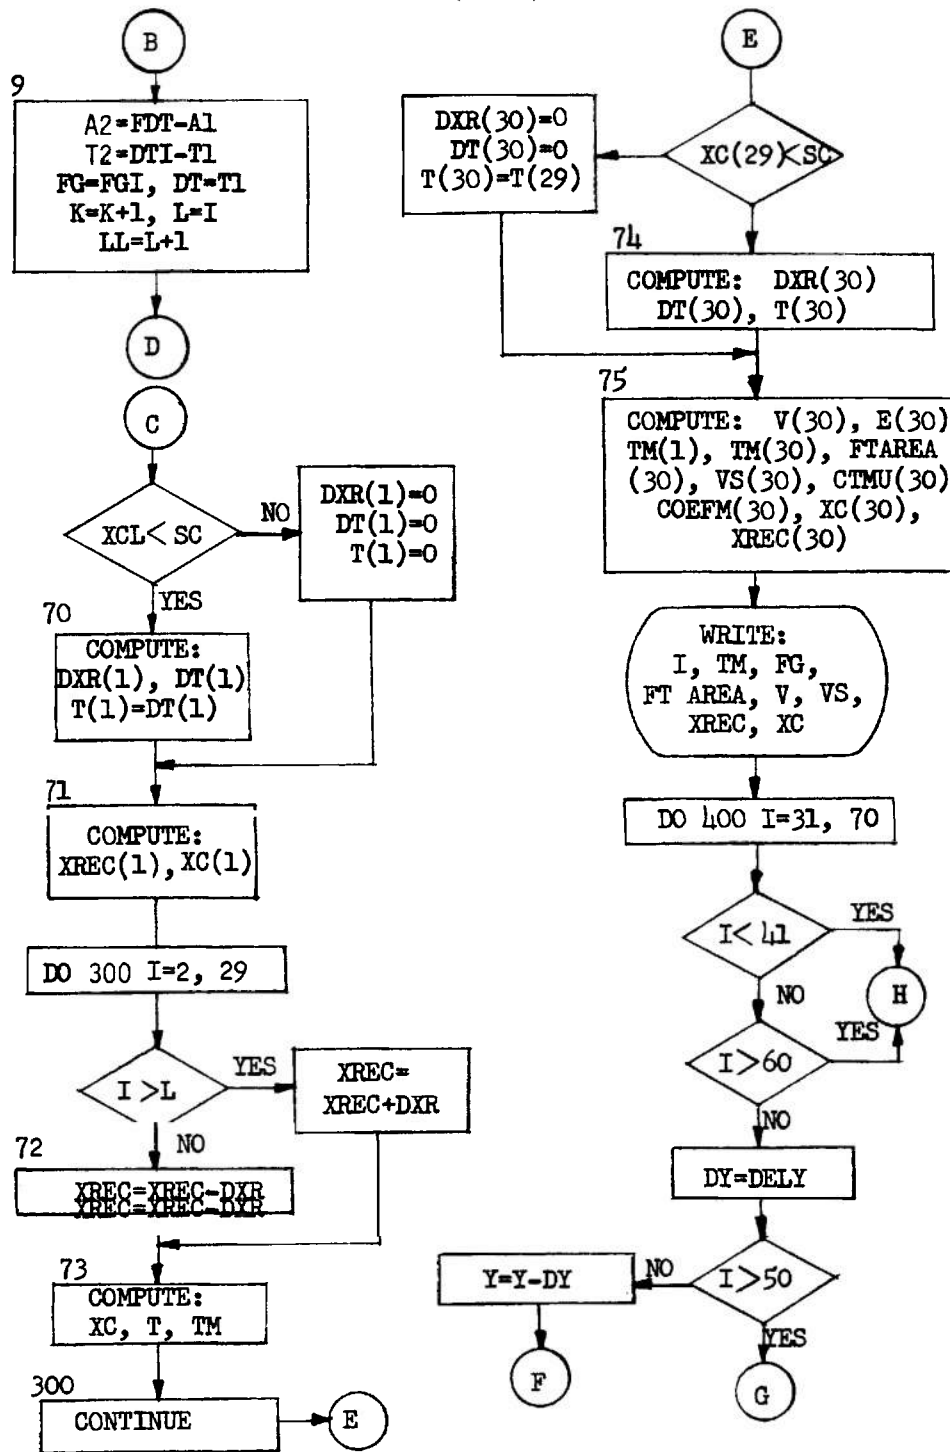 B
9
A2=FDT-A1
T2=DTI-T1
FG=FGI, DT=T1
K=K+1, L=I
LL=L+1
D
C
XCL<SC
NO
DXR(1)=0
DT(1)=0
T(1)=0
YES
70
COMPUTE:
DXR(1), DT(1)
T(1)=DT(1)
71
COMPUTE:
XREC(1), XC(1)
DO 300 I=2, 29
I>L
YES
XREC=
XREC+DXR
NO
72
XREC=XREC-DXR
XREC=XREC-DXR
73
COMPUTE:
XC, T, TM
300
CONTINUE
E
E
XC(29)<SC
DXR(30)=0
DT(30)=0
T(30)=T(29)
74
COMPUTE: DXR(30)
DT(30), T(30)
75
COMPUTE: V(30), E(30)
TM(1), TM(30), FTAREA
(30), VS(30), CTMU(30)
COEFM(30), XC(30),
XREC(30)
WRITE:
I, TM, FG,
FT AREA, V, VS,
XREC, XC
DO 400 I=31, 70
I<41
YES
H
NO
I>60
YES
NO
DY=DELY
I>50
NO
Y=Y-DY
F
YES
G